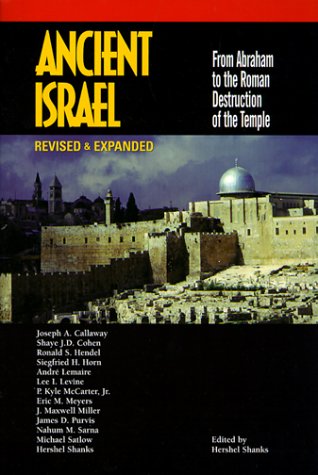 ANCIENT
ISRAEL
REVISED & EXPANDED
From Abraham
to the Roman
Destruction
of the Temple
Joseph A. Callaway
Shaye J.D. Cohen
Ronald S. Hendel
Siegfried H. Horn
André Lemaire
Lee I. Levine
P. Kyle McCarter, Jr.
Eric M. Meyers
J. Maxwell Miller
James D. Purvis
Nahum M. Sarna
Michael Satlow
Hershel Shanks
Edited by
Hershel Shanks